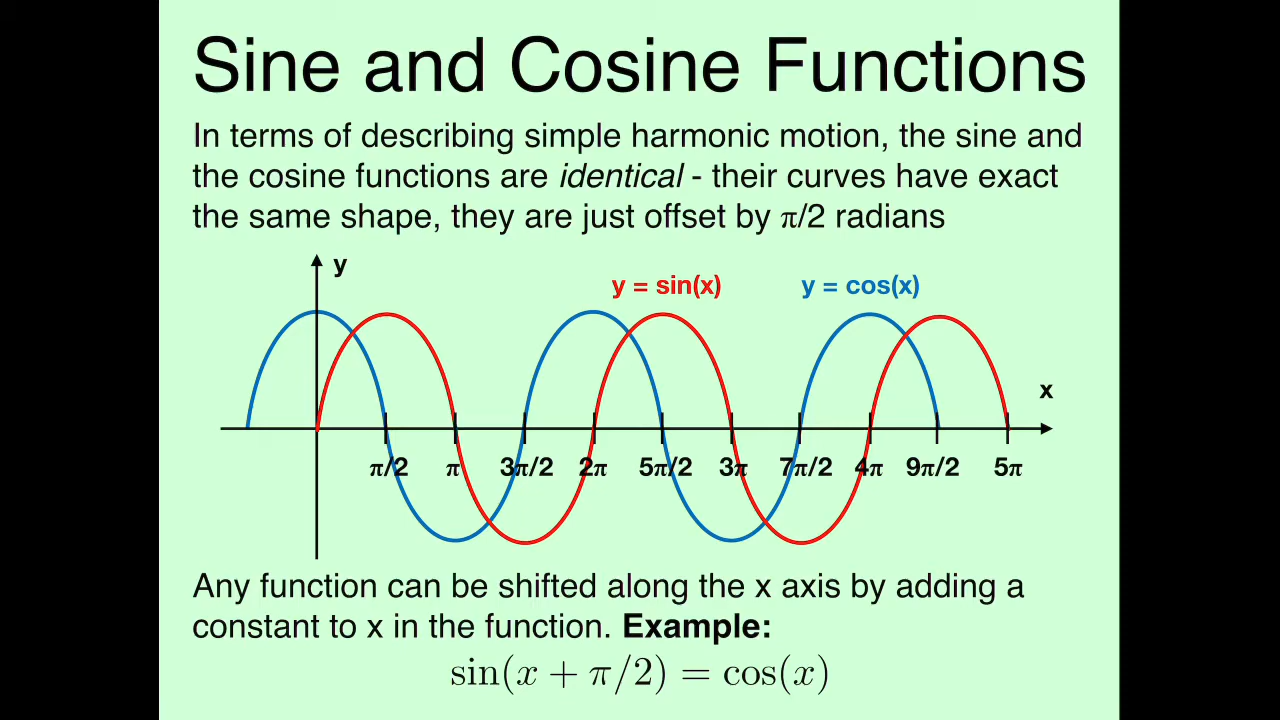 Sine and Cosine Functions
In terms of describing simple harmonic motion, the sine and
the cosine functions are identical - their curves have exact
the same shape, they are just offset by π/2 radians
y
y = sin(x)
y = cos(x)
x
π/2 π 3π/2 2π 5π/2 3π 7π/2 4π 9π/2 5π
Any function can be shifted along the x axis by adding a
constant to x in the function. Example:
sin(x + π/2) = cos(x)